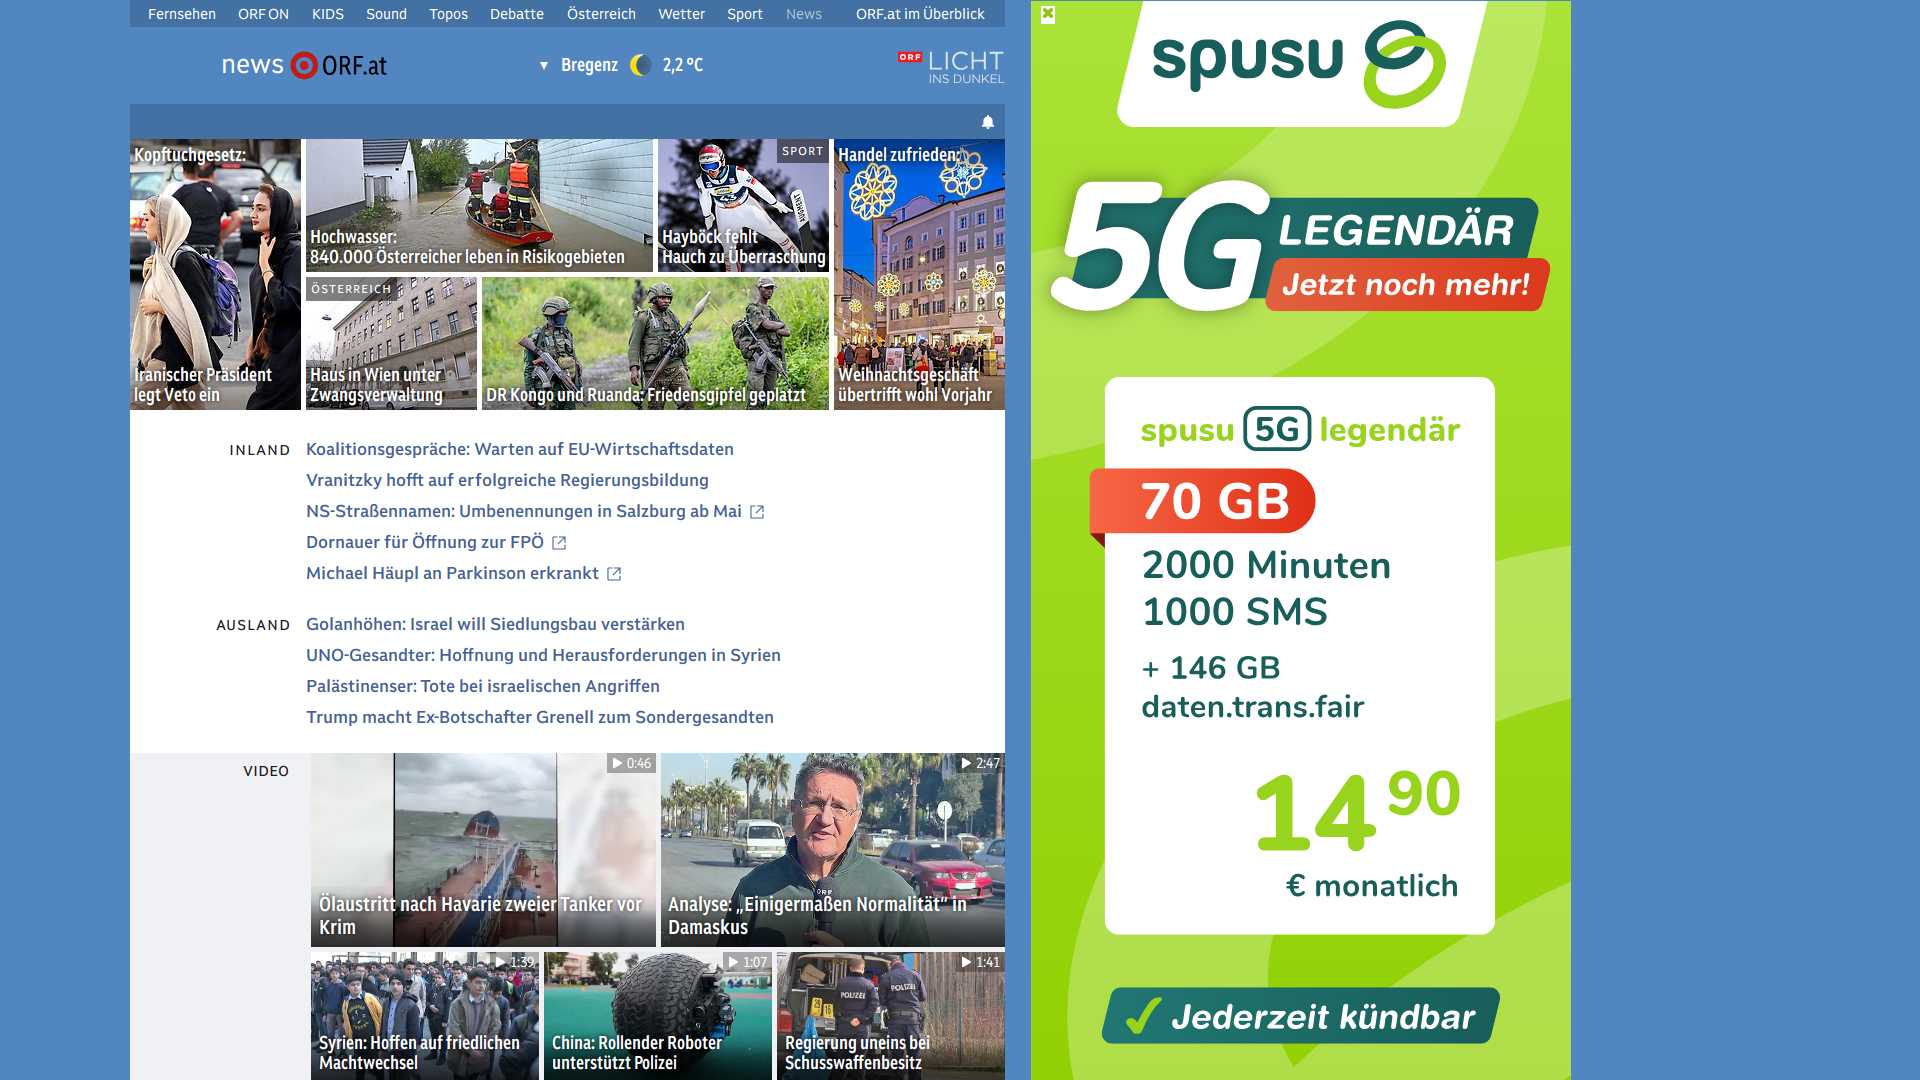 Fernsehen ORF ON KIDS Sound Topos Debatte Österreich Wetter Sport News ORF.at im Überblick
news ORF.at
▼ Bregenz 2,2 °C
ORF LICHT
INS DUNKEL
Kopftuchgesetz:
Iranischer Präsident
legt Veto ein
Hochwasser:
840.000 Österreicher leben in Risikogebieten
SPORT
Hayböck fehlt
Hauch zu Überraschung
Handel zufrieden:
Weihnachtsgeschäft
übertrifft wohl Vorjahr
ÖSTERREICH
Haus in Wien unter
Zwangsverwaltung
DR Kongo und Ruanda: Friedensgipfel geplatzt
INLAND
Koalitionsgespräche: Warten auf EU-Wirtschaftsdaten
Vranitzky hofft auf erfolgreiche Regierungsbildung
NS-Straßennamen: Umbenennungen in Salzburg ab Mai
Dornauer für Öffnung zur FPÖ
Michael Häupl an Parkinson erkrankt
AUSLAND
Golanhöhen: Israel will Siedlungsbau verstärken
UNO-Gesandter: Hoffnung und Herausforderungen in Syrien
Palästinenser: Tote bei israelischen Angriffen
Trump macht Ex-Botschafter Grenell zum Sondergesandten
VIDEO
0:46
Ölaustritt nach Havarie zweier Tanker vor
Krim
2:47
Analyse: „Einigermaßen Normalität“ in
Damaskus
1:39
Syrien: Hoffen auf friedlichen
Machtwechsel
1:07
China: Rollender Roboter
unterstützt Polizei
1:41
POLIZEI
POLIZEI
Regierung uneins bei
Schusswaffenbesitz
spusu
5G LEGENDÄR
Jetzt noch mehr!
spusu 5G legendär
70 GB
2000 Minuten
1000 SMS
+ 146 GB
daten.trans.fair
14 90
€ monatlich
Jederzeit kündbar